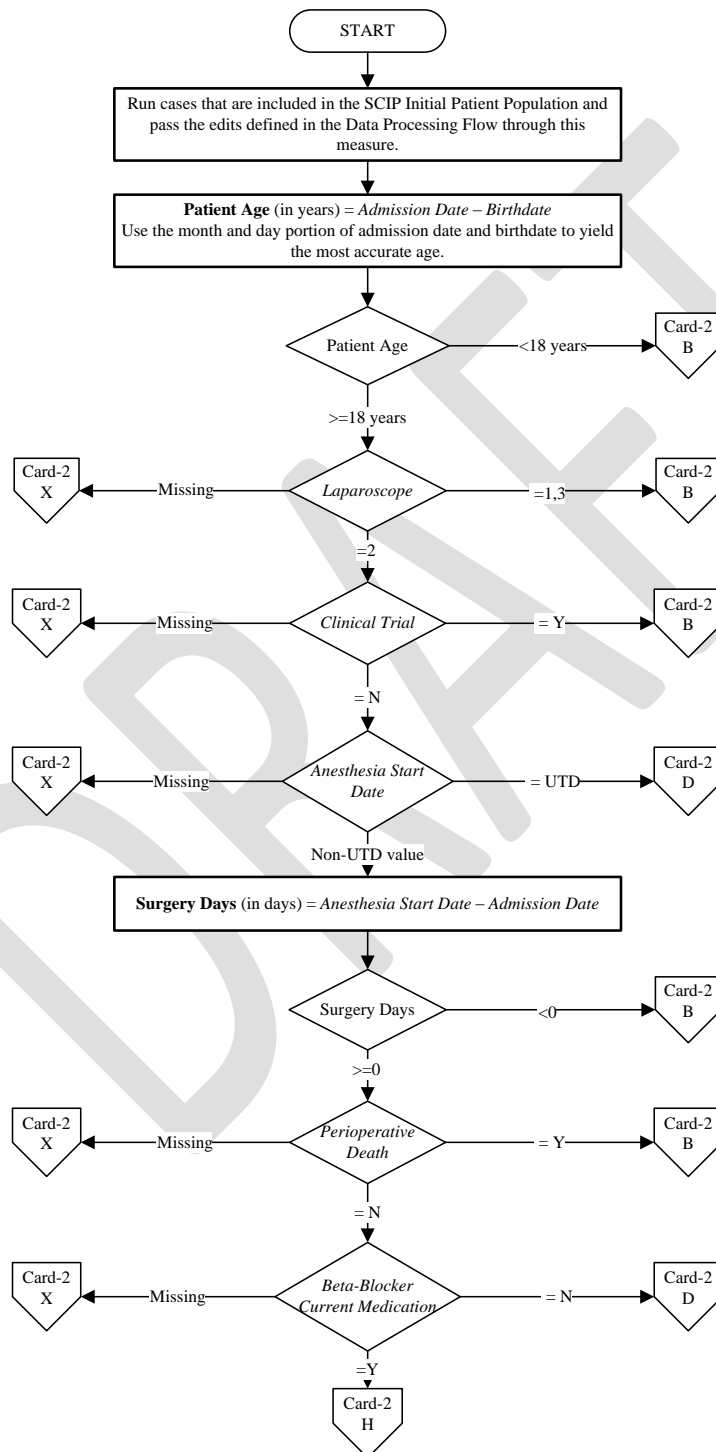 START
Run cases that are included in the SCIP Initial Patient Population and
pass the edits defined in the Data Processing Flow through this
measure.
Patient Age (in years) = Admission Date – Birthdate
Use the month and day portion of admission date and birthdate to yield
the most accurate age.
Patient Age
<18 years
Card-2
B
>=18 years
Card-2
X
Missing
Laparoscope
=1,3
Card-2
B
=2
Card-2
X
Missing
Clinical Trial
= Y
Card-2
B
= N
Card-2
X
Missing
Anesthesia Start
Date
= UTD
Card-2
D
Non-UTD value
Surgery Days (in days) = Anesthesia Start Date – Admission Date
Surgery Days
<0
Card-2
B
>=0
Card-2
X
Missing
Perioperative
Death
= Y
Card-2
B
= N
Card-2
X
Missing
Beta-Blocker
Current Medication
= N
Card-2
D
=Y
Card-2
H
DRAFT